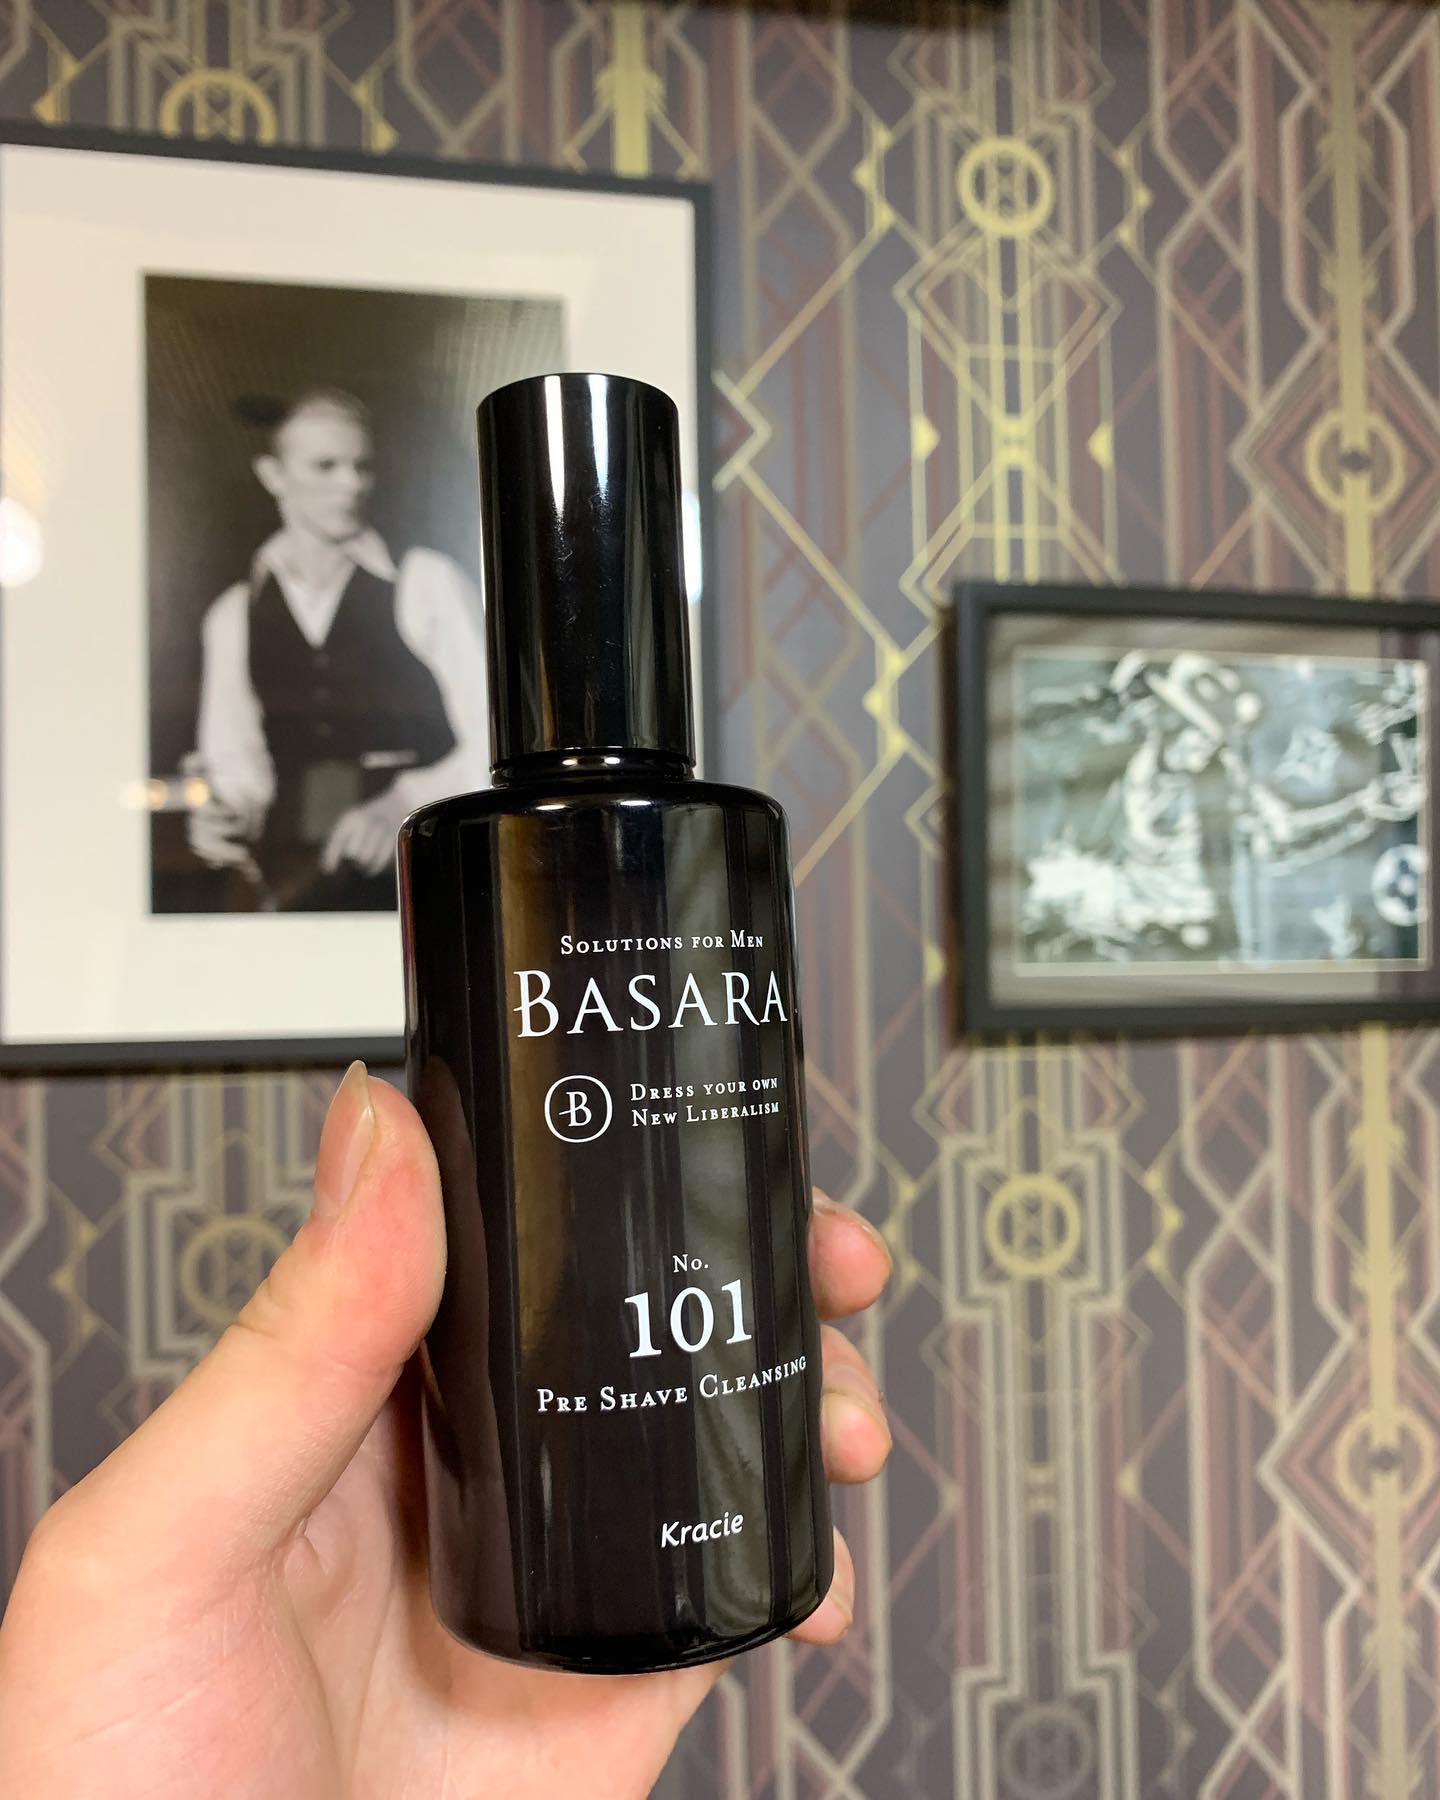 Solutions for Men
BASARA
B Dress your own
New Liberalism
No.
101
Pre Shave Cleansing
Kracie